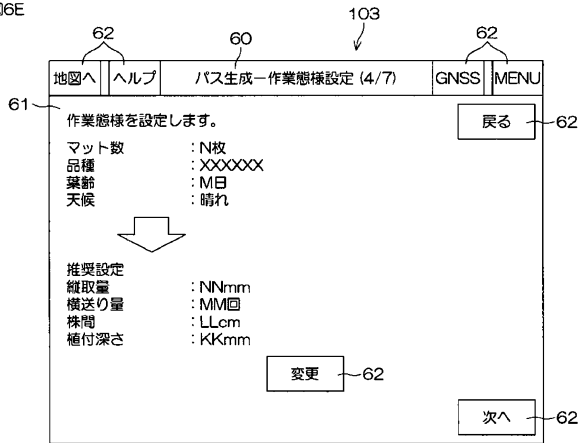 図6E
103
62 60 62
地図へ ヘルプ パス生成ー作業態様設定 (4/7) GNSS MENU
61
作業態様を設定します。 戻る 62
マット数 :N枚
品種 :XXXXXX
葉齢 :M日
天候 :晴れ
推奨設定
縦取量 :NNmm
横送り量 :MM回
株間 :LLcm
植付深さ :KKmm
変更 62
次へ 62